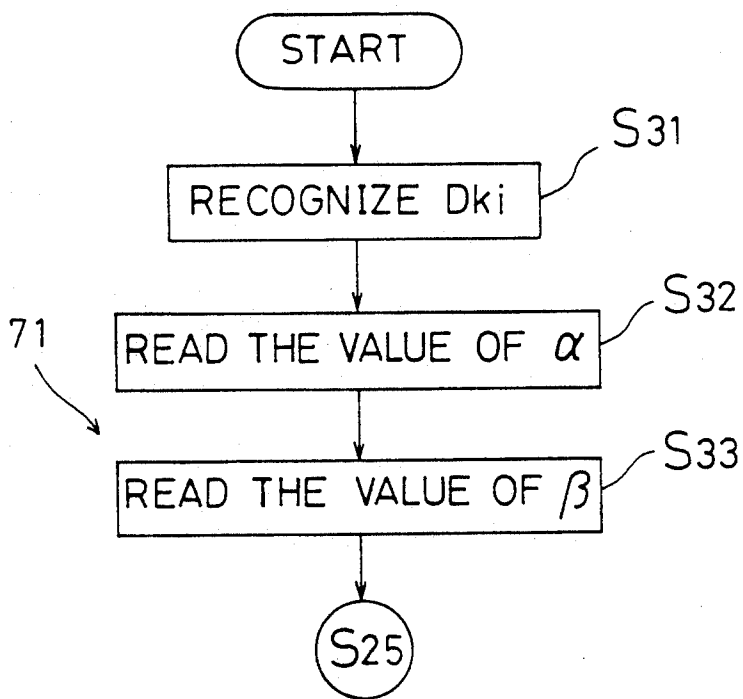 START
S31
RECOGNIZE Dki
S32
READ THE VALUE OF α
71
S33
READ THE VALUE OF β
S25